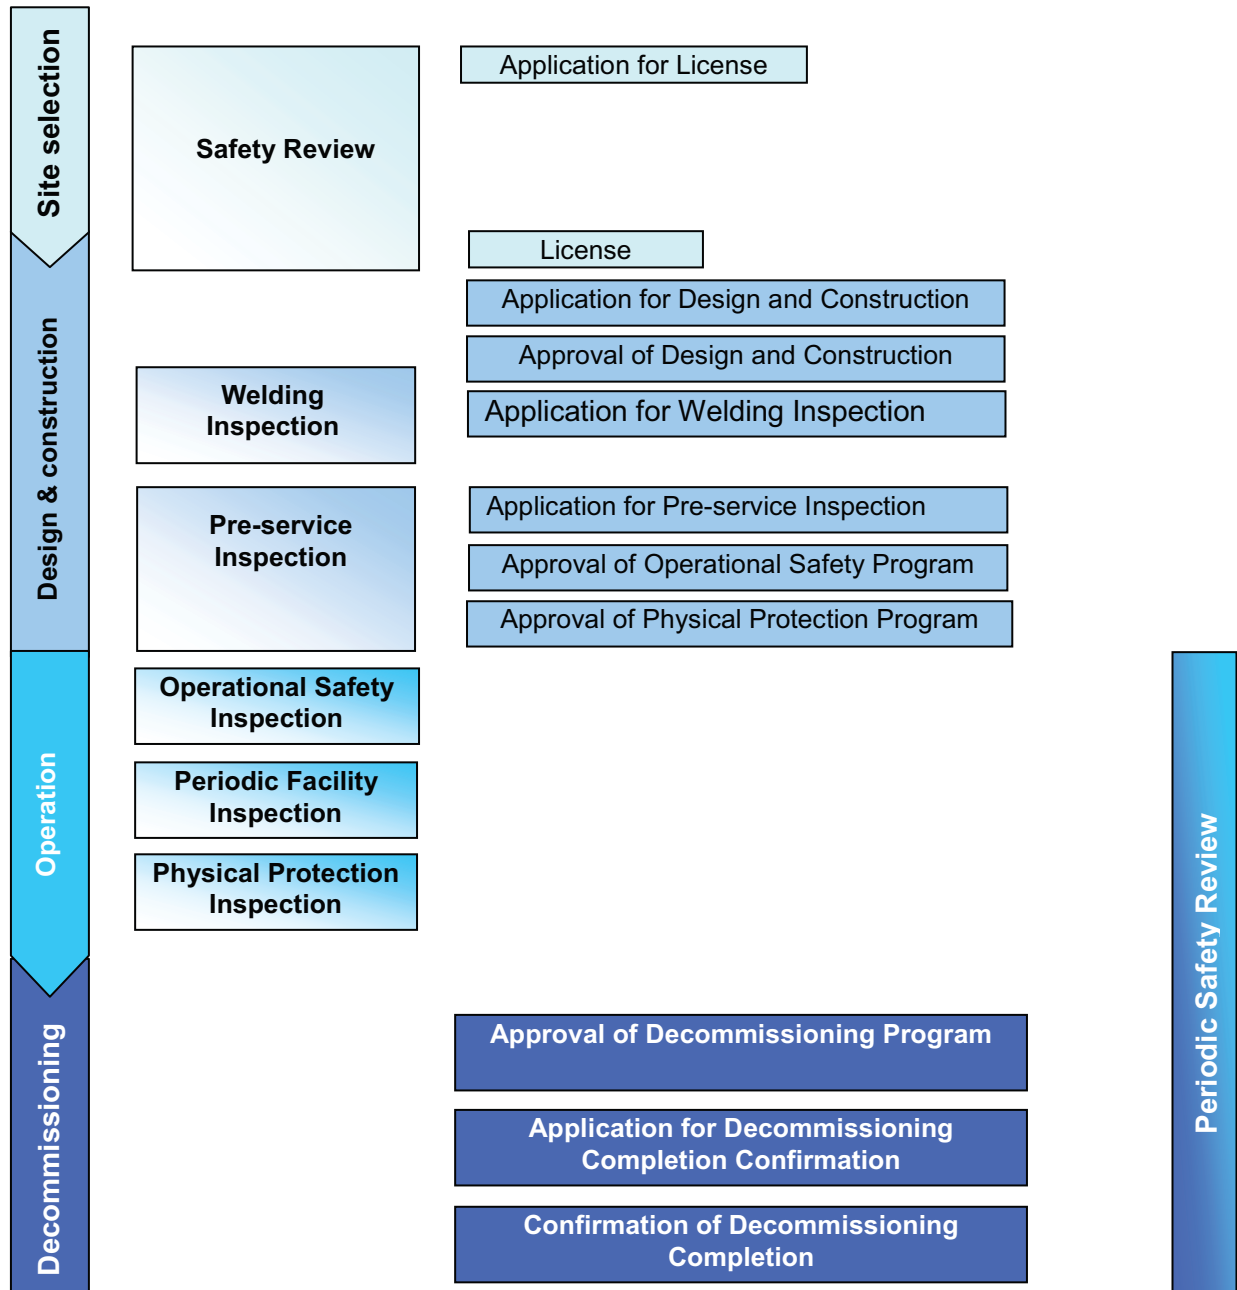 Site selection
Safety Review
Application for License
License
Design & construction
Application for Design and Construction
Approval of Design and Construction
Welding
Inspection
Application for Welding Inspection
Pre-service
Inspection
Application for Pre-service Inspection
Approval of Operational Safety Program
Approval of Physical Protection Program
Operation
Operational Safety
Inspection
Periodic Facility
Inspection
Physical Protection
Inspection
Periodic Safety Review
Decommissioning
Approval of Decommissioning Program
Application for Decommissioning
Completion Confirmation
Confirmation of Decommissioning
Completion